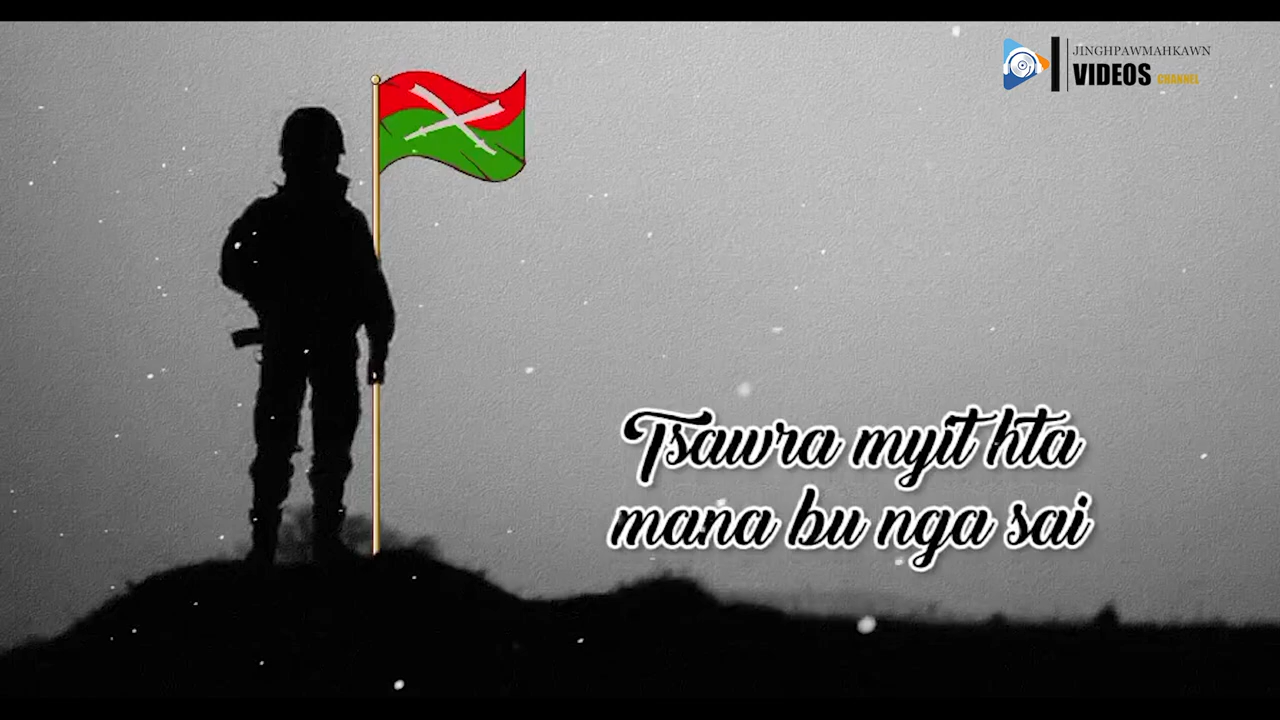 JINGHPAWMAHKAWN
VIDEOS CHANNEL
Tsawra myit hta
mana bu nga sai